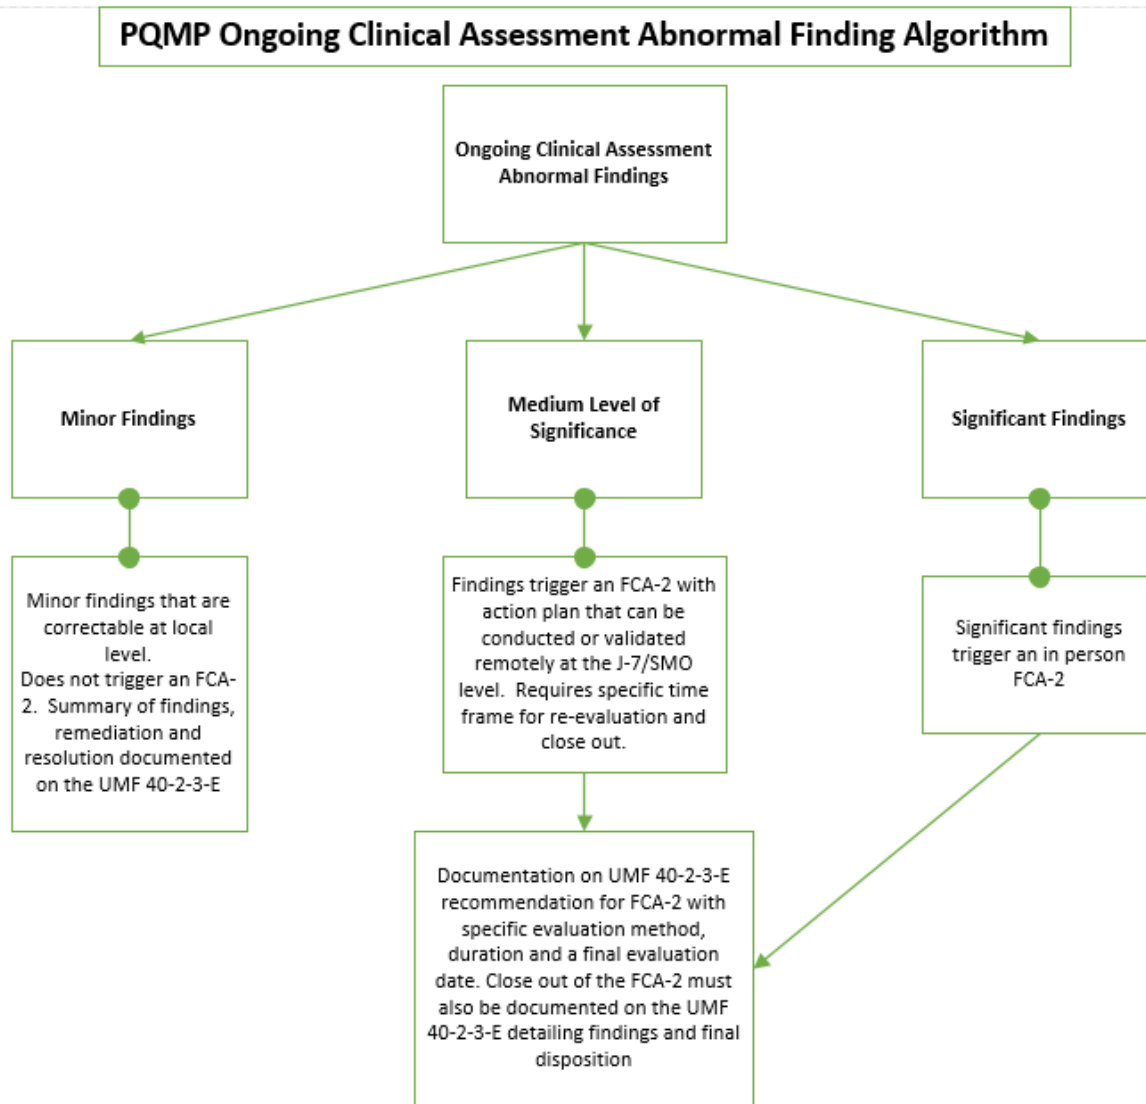 PQMP Ongoing Clinical Assessment Abnormal Finding Algorithm
Ongoing Clinical Assessment
Abnormal Findings
Minor Findings
Medium Level of
Significance
Significant Findings
Minor findings that are
correctable at local
level.
Does not trigger an FCA-
2.  Summary of findings,
remediation and
resolution documented
on the UMF 40-2-3-E
Findings trigger an FCA-2 with
action plan that can be
conducted or validated
remotely at the J-7/SMO
level.  Requires specific time
frame for re-evaluation and
close out.
Significant findings
trigger an in person
FCA-2
Documentation on UMF 40-2-3-E
recommendation for FCA-2 with
specific evaluation method,
duration and a final evaluation
date. Close out of the FCA-2 must
also be documented on the UMF
40-2-3-E detailing findings and final
disposition